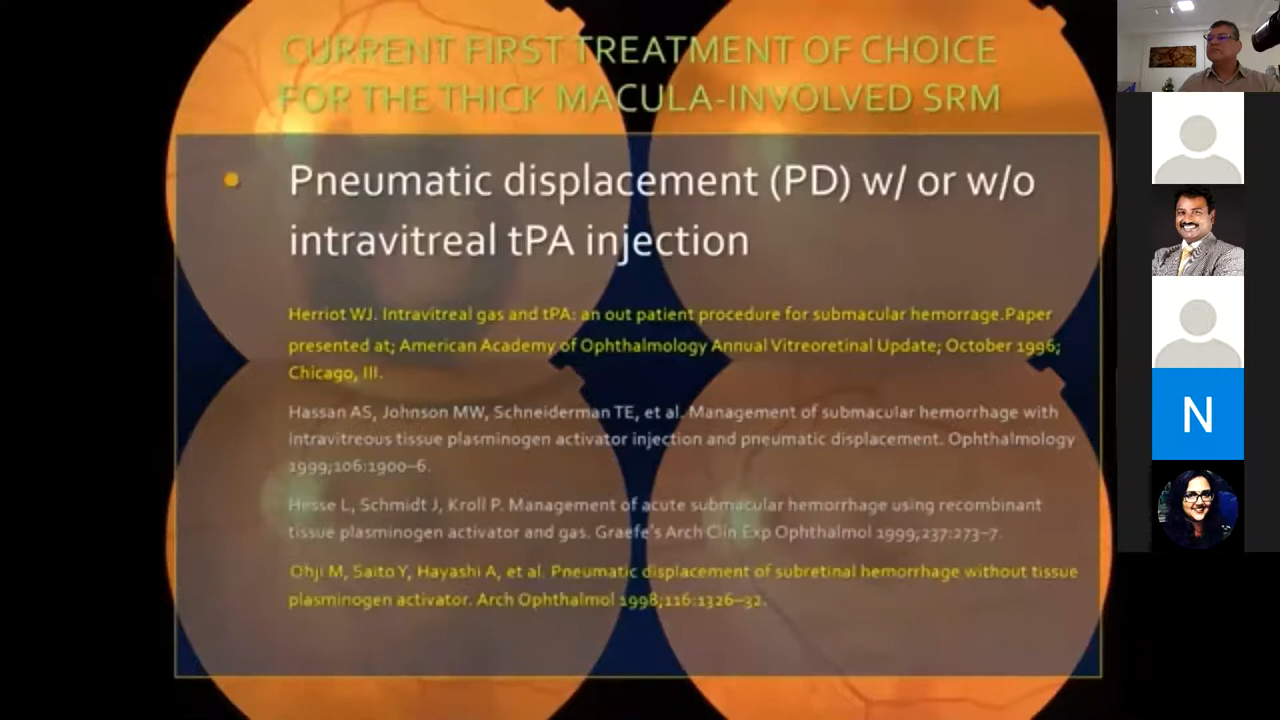 CURRENT FIRST TREATMENT OF CHOICE
FOR THE THICK MACULA-INVOLVED SRM
Pneumatic displacement (PD) w/ or w/o
intravitreal tPA injection
Herriot WJ. Intravitreal gas and tPA: an out patient procedure for submacular hemorrage.Paper
presented at; American Academy of Ophthalmology Annual Vitreoretinal Update; October 1996;
Chicago, III.
Hassan AS, Johnson MW, Schneiderman TE, et al. Management of submacular hemorrhage with
intravitreous tissue plasminogen activator injection and pneumatic displacement. Ophthalmology
1999;106:1900–6.
Hesse L, Schmidt J, Kroll P. Management of acute submacular hemorrhage using recombinant
tissue plasminogen activator and gas. Graefe's Arch Clin Exp Ophthalmol 1999;237:273–7.
Ohji M, Saito Y, Hayashi A, et al. Pneumatic displacement of subretinal hemorrhage without tissue
plasminogen activator. Arch Ophthalmol 1998;116:1326–32.
N